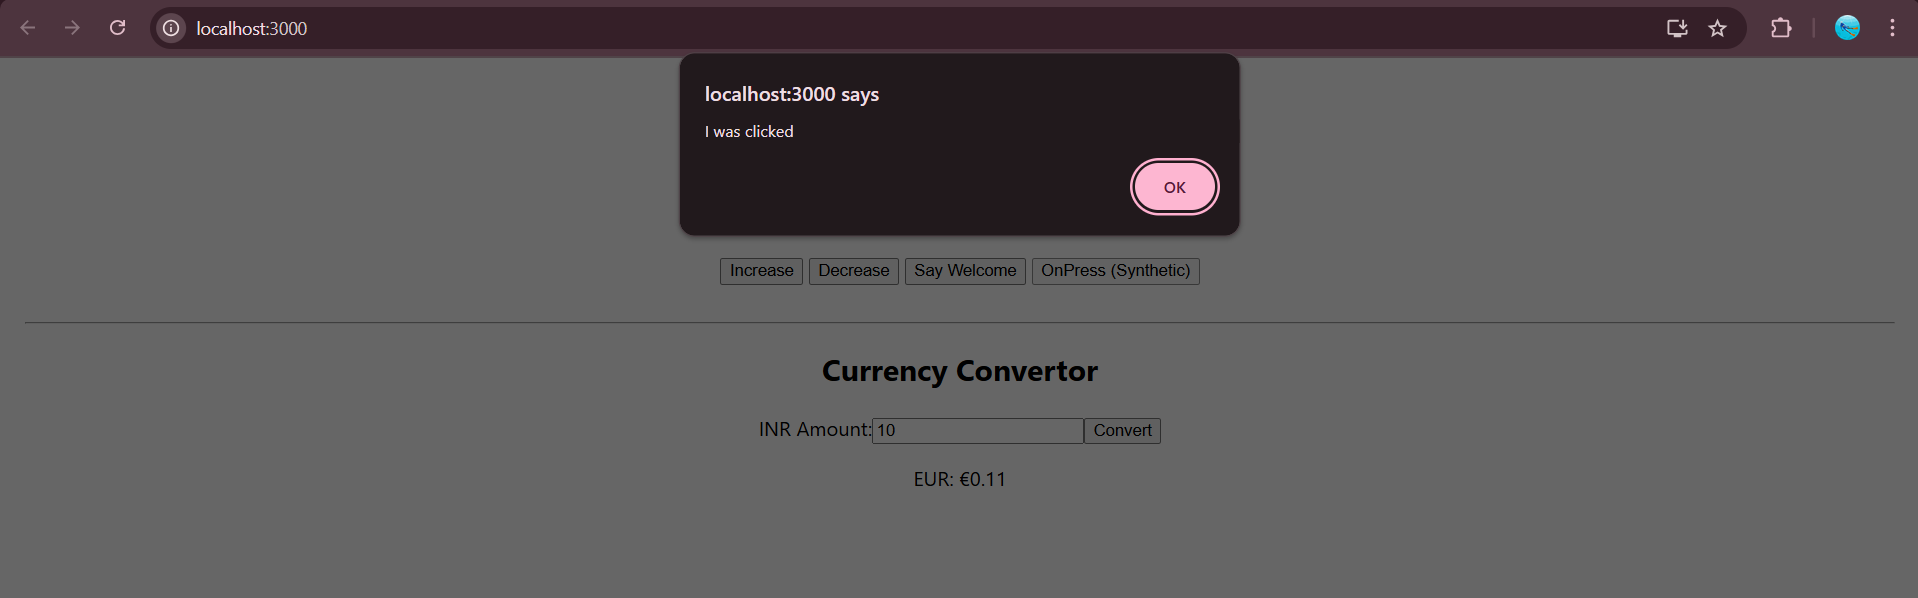 localhost:3000
localhost:3000 says
I was clicked
OK
Increase Decrease Say Welcome OnPress (Synthetic)
Currency Convertor
INR Amount:10 Convert
EUR: €0.11